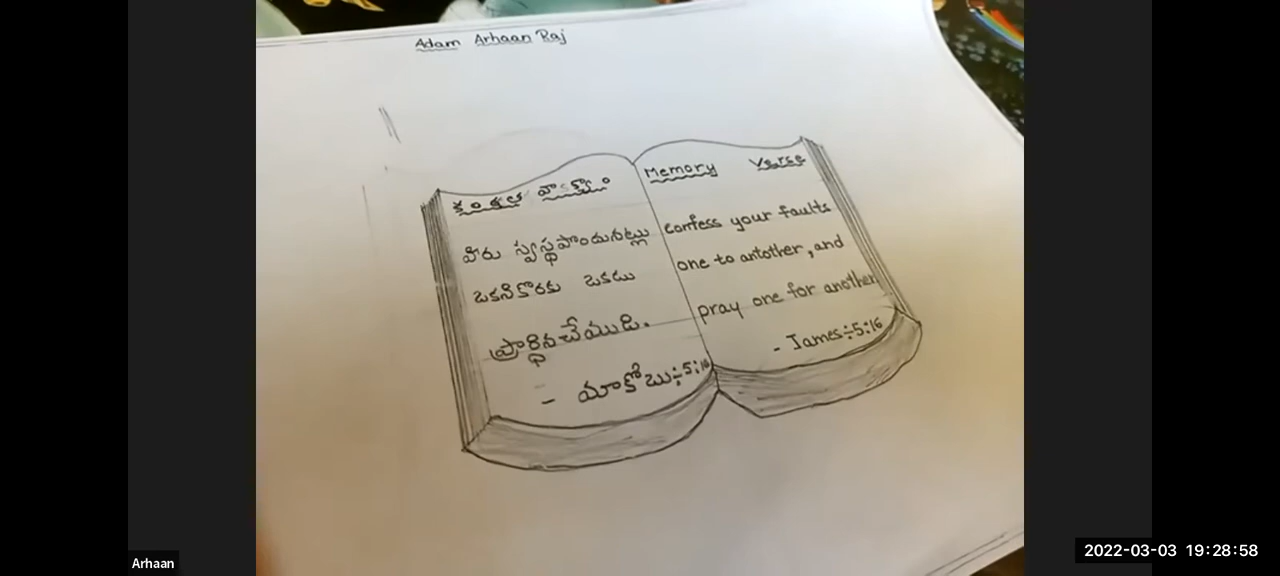 Adam Arhaan Raj
కంఠత వాక్యం
మీరు స్వస్థపొందునట్లు
ఒకనికొరకు ఒకడు
ప్రార్థనచేయుడి.
- యాకోబు÷5:16
Memory Verse
confess your faults
one to antother, and
pray one for another
- James÷5:16
Arhaan
2022-03-03 19:28:58